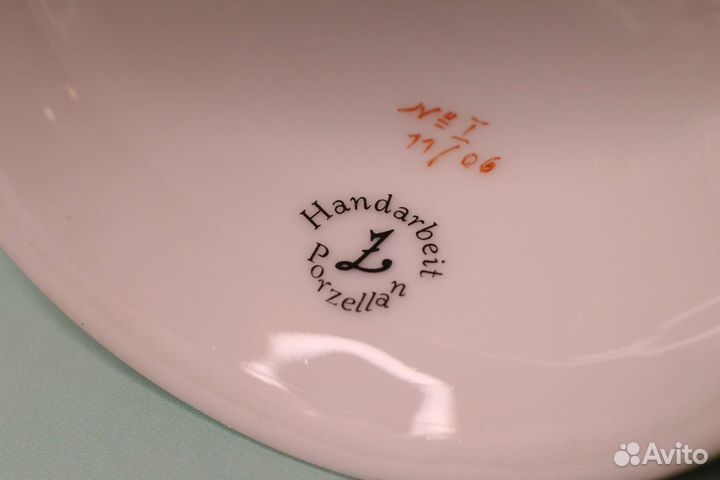 № I
11/06
Handarbeit
Z
Porzellan
Avito